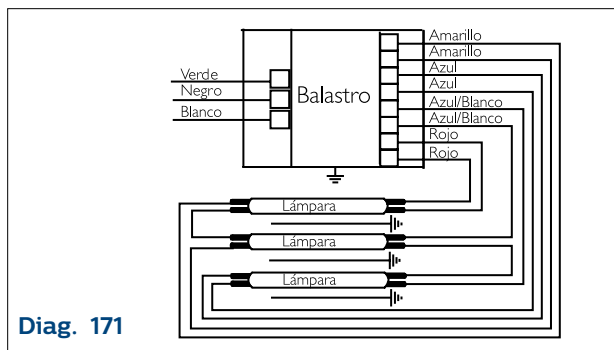 Verde
Negro
Blanco
Balastro
Amarillo
Amarillo
Azul
Azul
Azul/Blanco
Azul/Blanco
Rojo
Rojo
Lámpara
Lámpara
Lámpara
Diag. 171